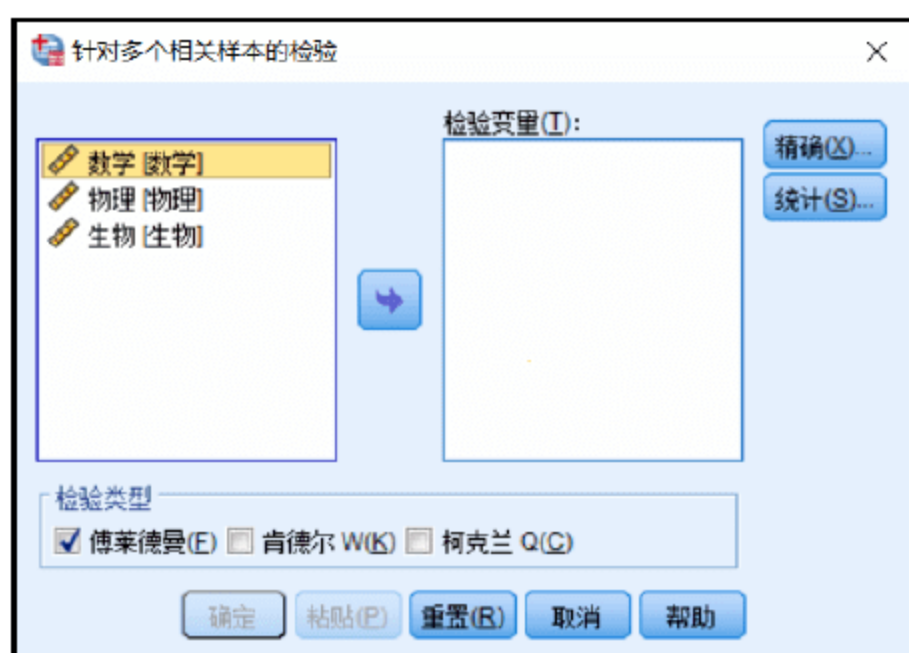 针对多个相关样本的检验
检验变量(T):
数学 [数学]
物理 [物理]
生物 [生物]
精确(X)...
统计(S)...
检验类型
傅莱德曼(F) 肯德尔 W(K) 柯克兰 Q(C)
确定 粘贴(P) 重置(R) 取消 帮助